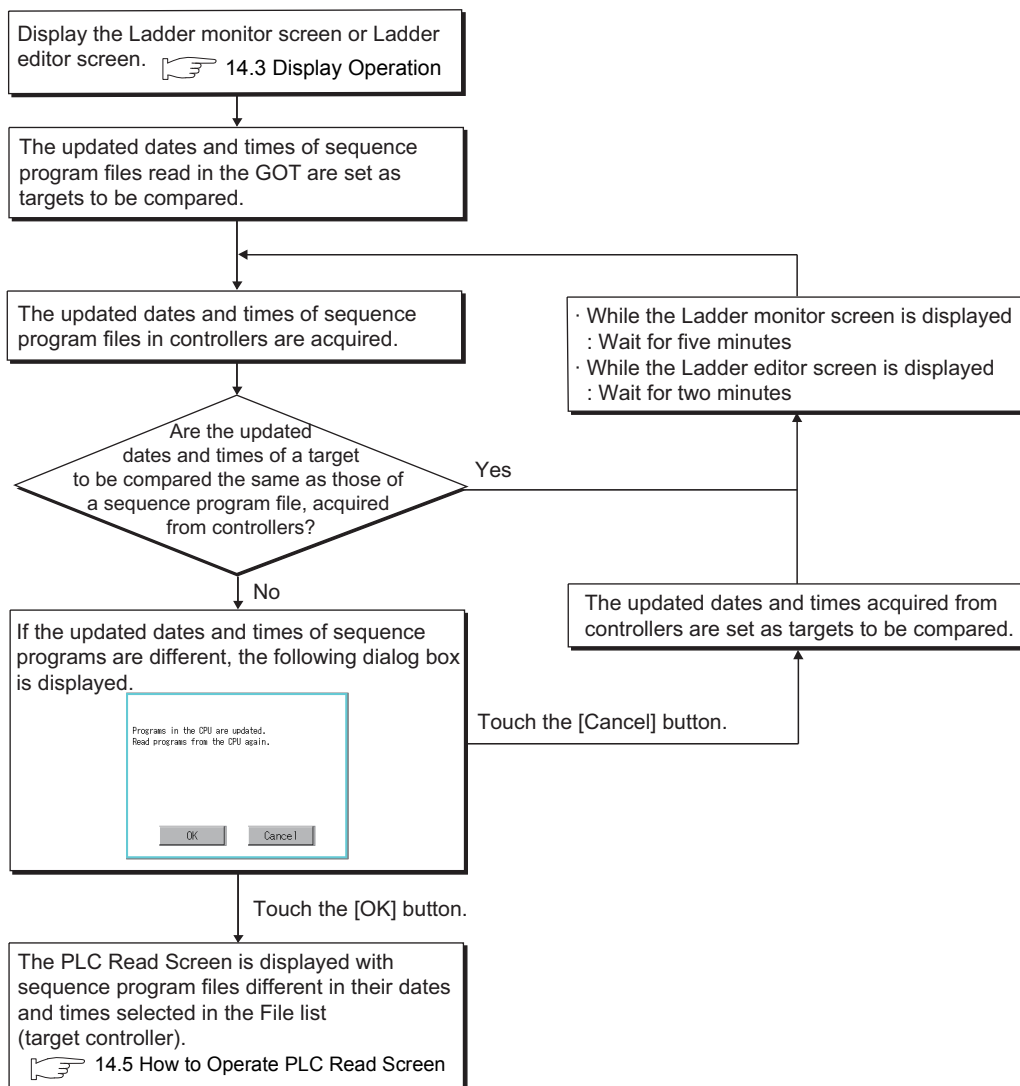 Display the Ladder monitor screen or Ladder
editor screen. 14.3 Display Operation
The updated dates and times of sequence
program files read in the GOT are set as
targets to be compared.
The updated dates and times of sequence
program files in controllers are acquired.
· While the Ladder monitor screen is displayed
: Wait for five minutes
· While the Ladder editor screen is displayed
: Wait for two minutes
Are the updated
dates and times of a target
to be compared the same as those of
a sequence program file, acquired
from controllers?
Yes
No
The updated dates and times acquired from
controllers are set as targets to be compared.
If the updated dates and times of sequence
programs are different, the following dialog box
is displayed.
Programs in the CPU are updated.
Read programs from the CPU again.
OK Cancel
Touch the [Cancel] button.
Touch the [OK] button.
The PLC Read Screen is displayed with
sequence program files different in their dates
and times selected in the File list
(target controller).
14.5 How to Operate PLC Read Screen